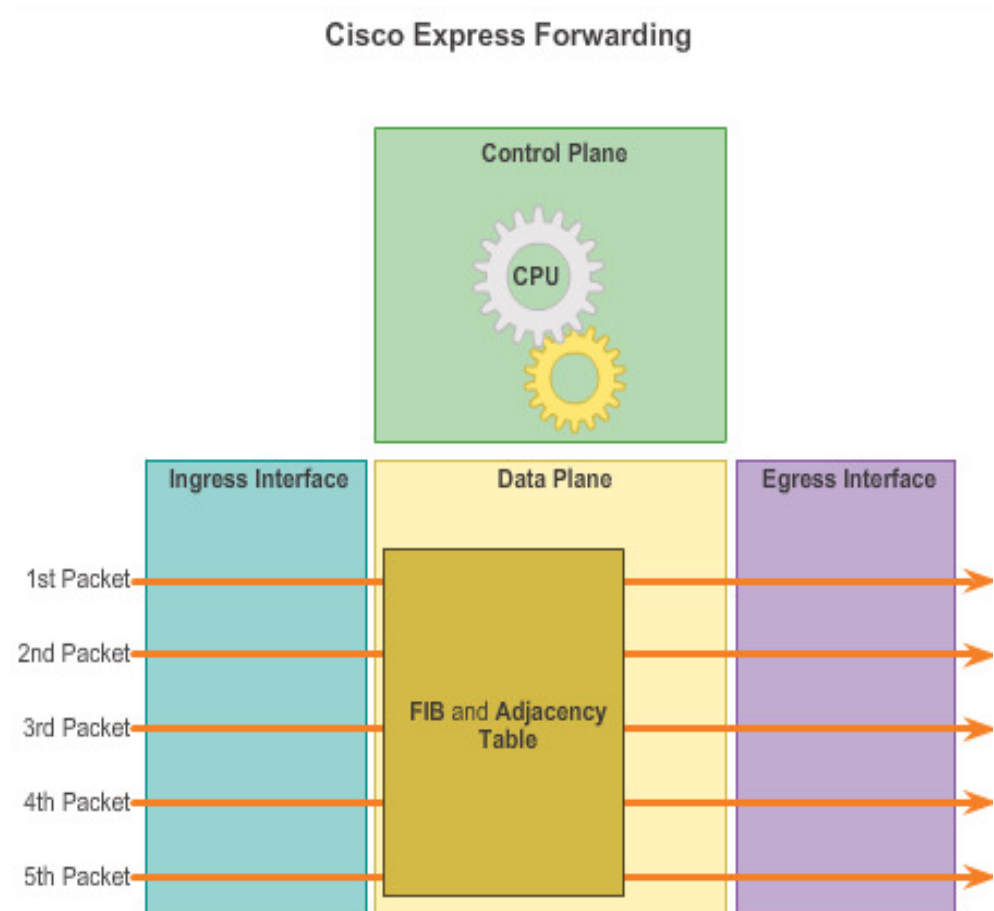 Cisco Express Forwarding
Control Plane
CPU
Ingress Interface
Data Plane
Egress Interface
1st Packet
2nd Packet
3rd Packet
4th Packet
5th Packet
FIB and Adjacency
Table